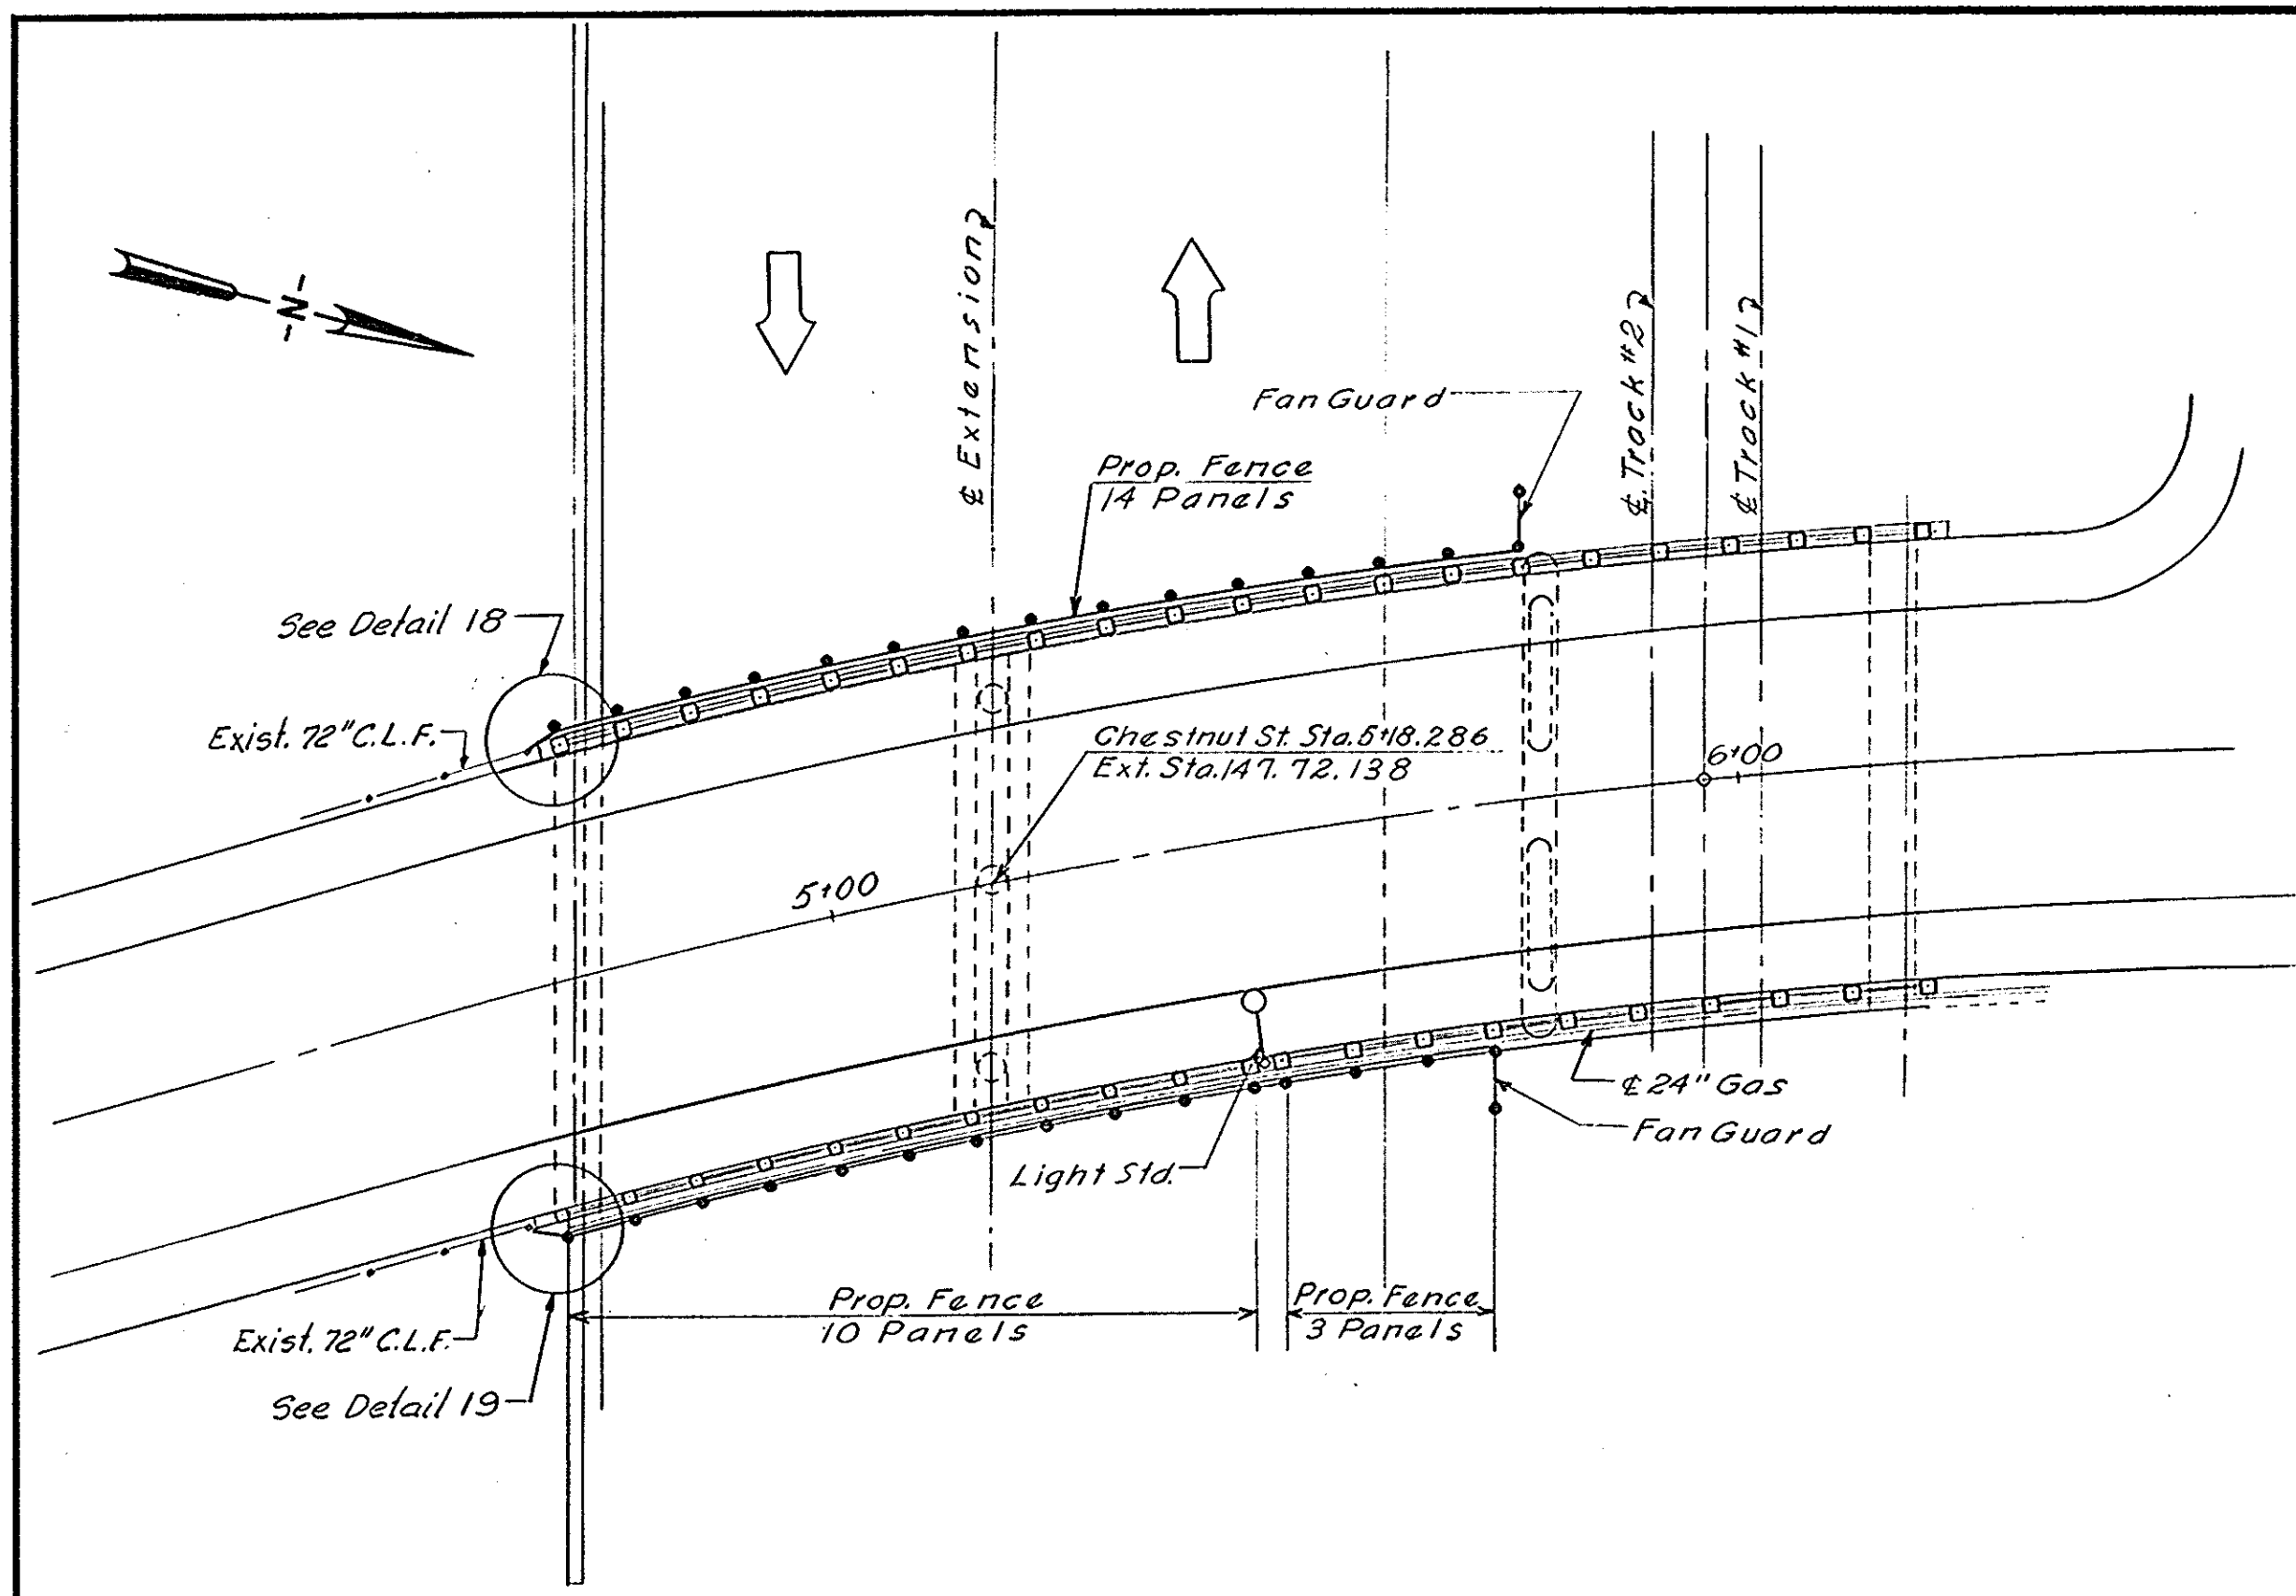 N
℄ Extension
Fan Guard
℄ Track #2
℄ Track #1
Prop. Fence
14 Panels
See Detail 18
Exist. 72" C.L.F.
Chestnut St. Sta. 5+18.286
Ext. Sta. 147.72.138
6+00
5+00
℄ 24" Gas
Fan Guard
Light Std.
Prop. Fence
10 Panels
Prop. Fence
3 Panels
Exist. 72" C.L.F.
See Detail 19